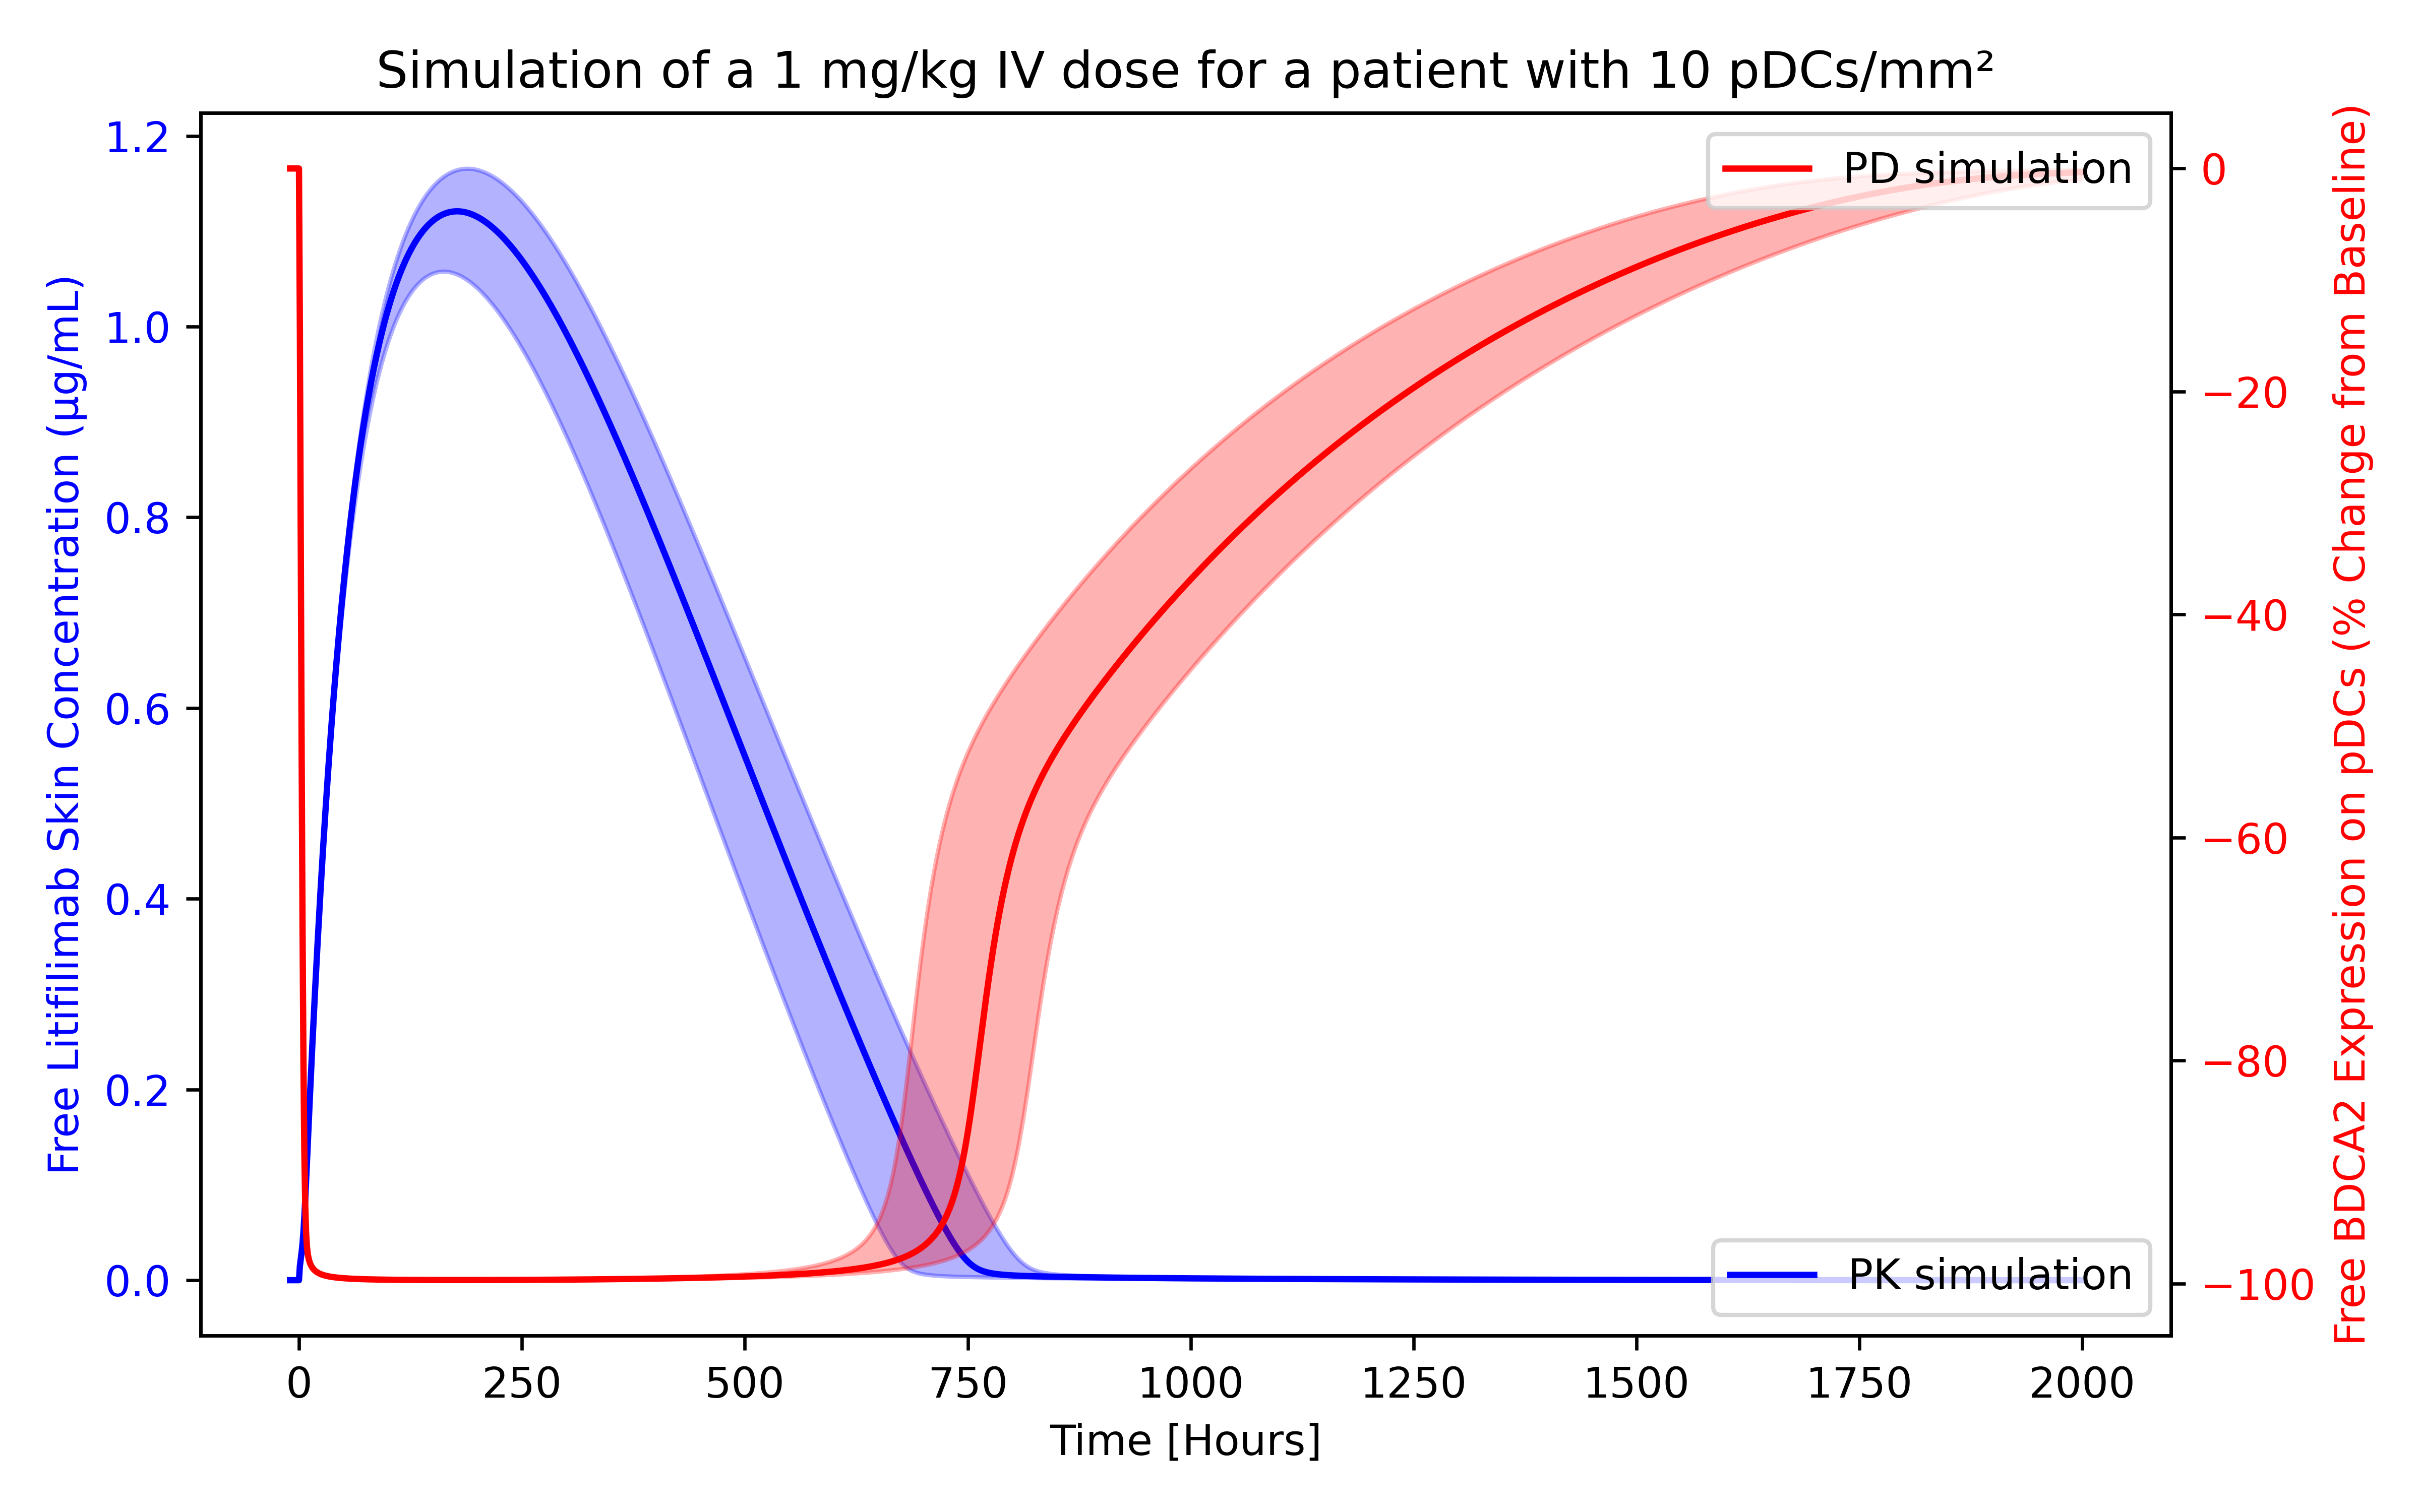 Simulation of a 1 mg/kg IV dose for a patient with 10 pDCs/mm²
Free Litifilimab Skin Concentration (µg/mL)
1.2
1.0
0.8
0.6
0.4
0.2
0.0
PD simulation
PK simulation
0
−20
−40
−60
−80
−100
Free BDCA2 Expression on pDCs (% Change from Baseline)
0 250 500 750 1000 1250 1500 1750 2000
Time [Hours]